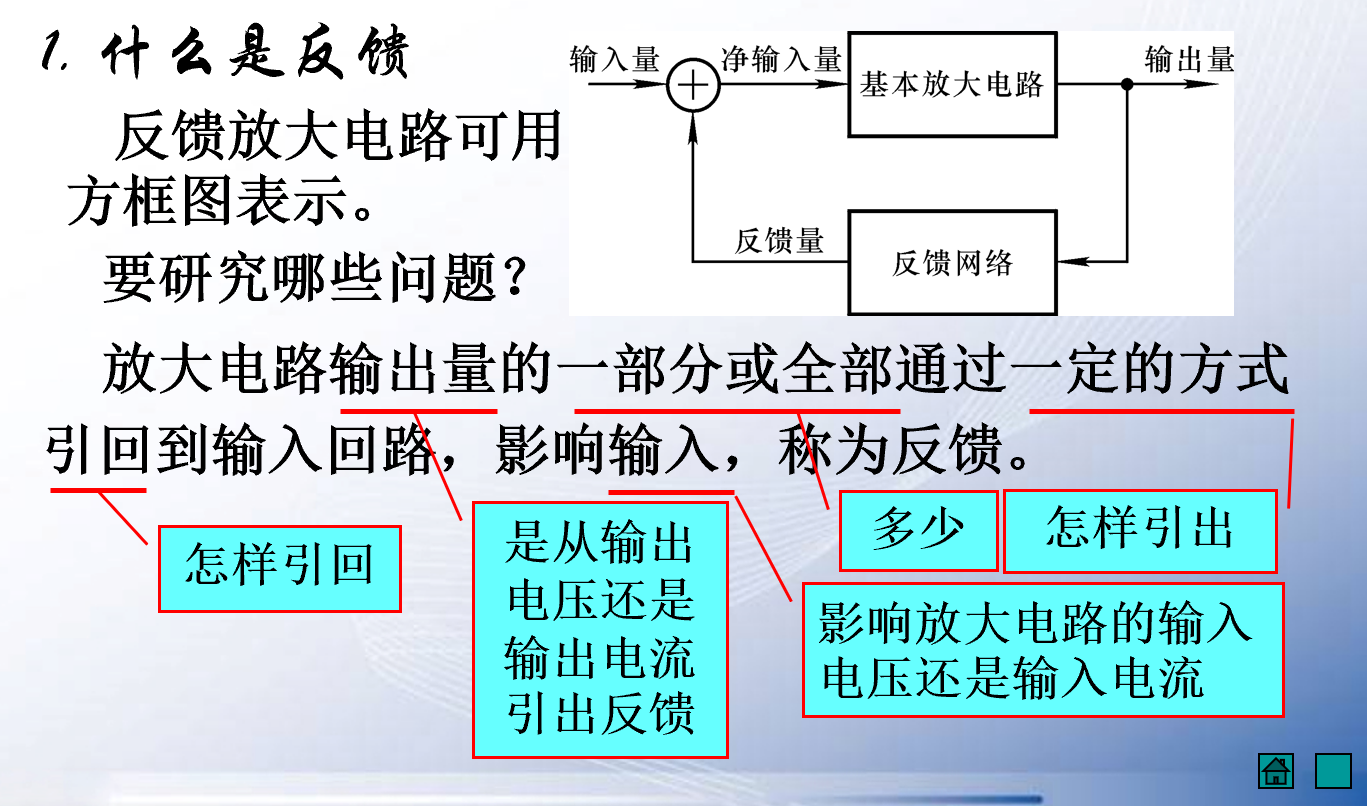 1. 什么是反馈
反馈放大电路可用
方框图表示。
要研究哪些问题？
输入量
净输入量
基本放大电路
输出量
反馈量
反馈网络
放大电路输出量的一部分或全部通过一定的方式
引回到输入回路，影响输入，称为反馈。
怎样引回
是从输出
电压还是
输出电流
引出反馈
多少
怎样引出
影响放大电路的输入
电压还是输入电流